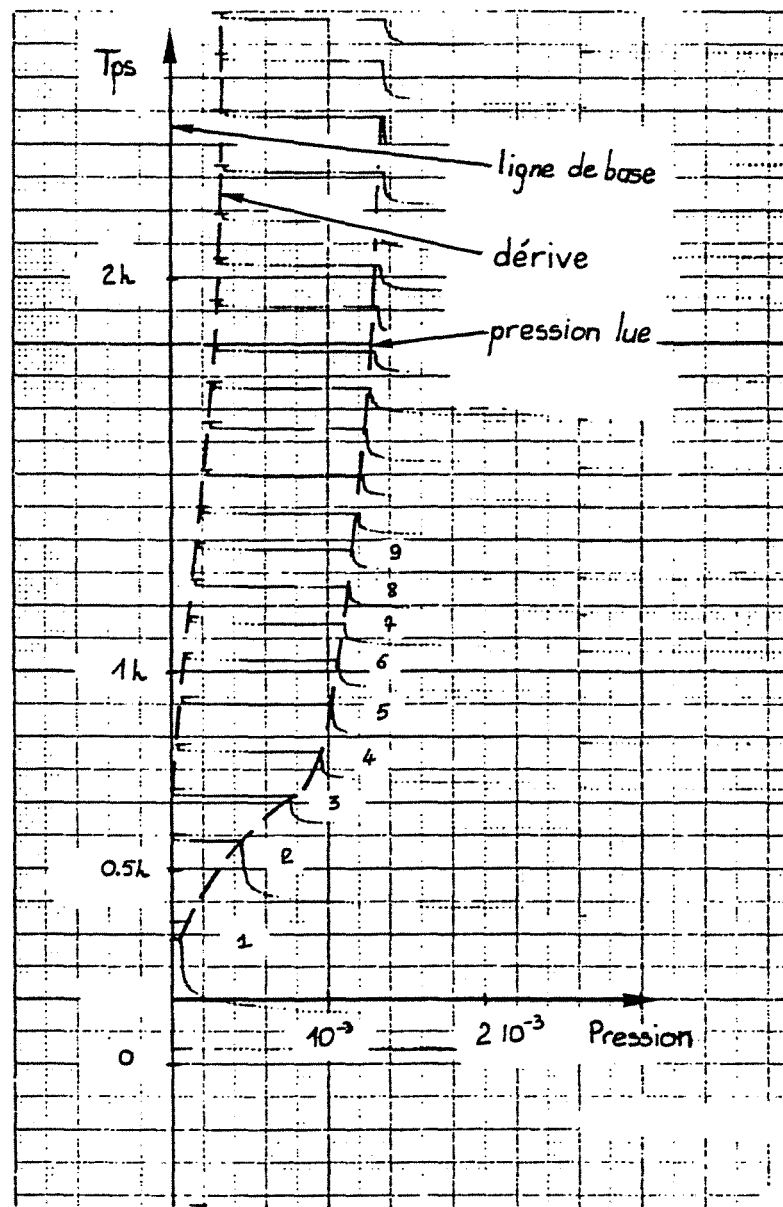 Tps
ligne de base
dérive
2h
pression lue
9
8
7
1h
6
5
4
3
0.5h
2
1
10⁻³
2 10⁻³
Pression
0